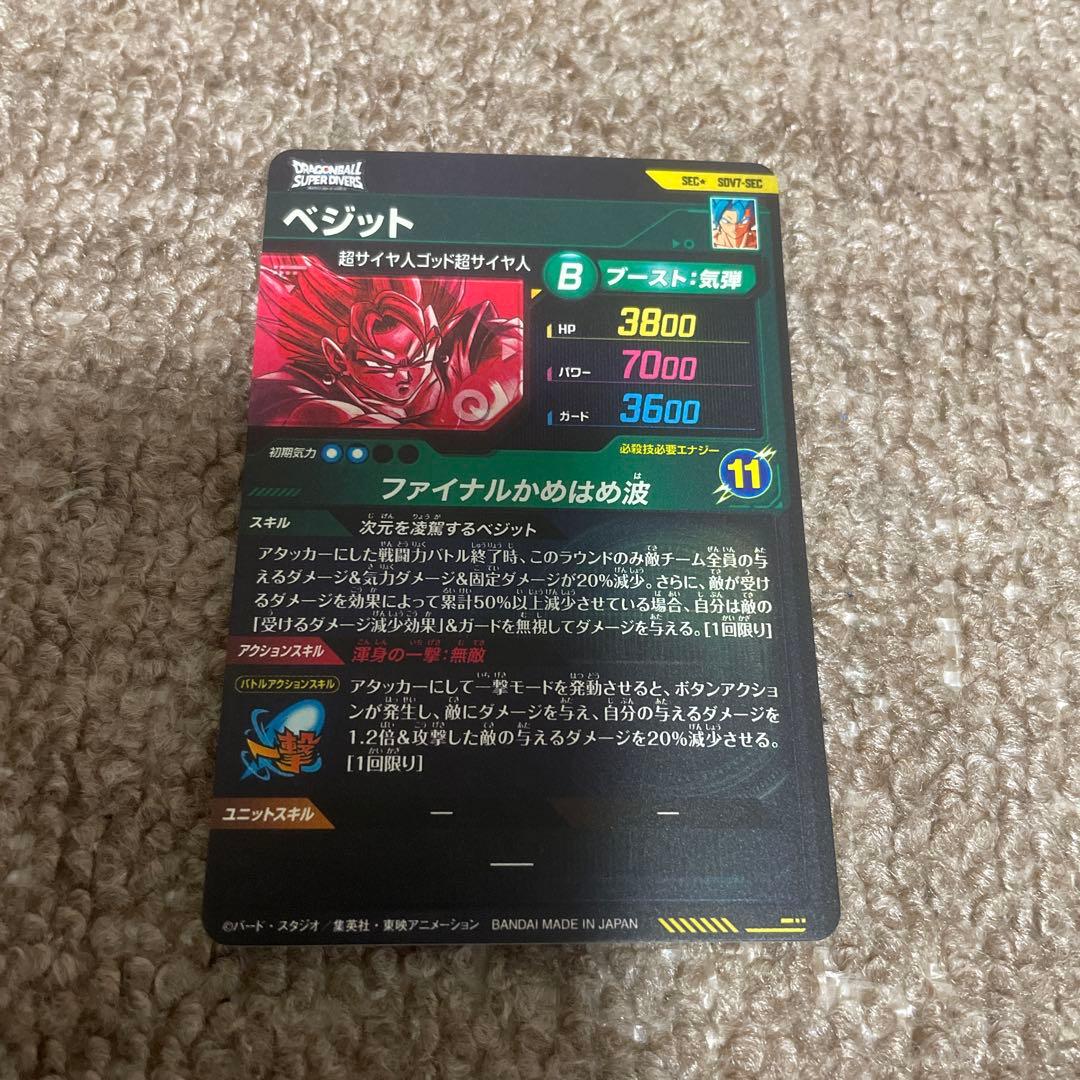 DRAGONBALL
SUPER DIVERS
SEC★ SDV7-SEC
ベジット
超サイヤ人ゴッド超サイヤ人
B ブースト:気弾
HP 3800
パワー 7000
ガード 3600
初期気力
必殺技必要エナジー
11
ファイナルかめはめ波
スキル 次元を凌駕するベジット
アタッカーにした戦闘力バトル終了時、このラウンドのみ敵チーム全員の与
えるダメージ&気力ダメージ&固定ダメージが20%減少。さらに、敵が受け
るダメージを効果によって累計50%以上減少させている場合、自分は敵の
「受けるダメージ減少効果」&ガードを無視してダメージを与える。[1回限り]
アクションスキル 渾身の一撃:無敵
バトルアクションスキル
一撃
アタッカーにして一撃モードを発動させると、ボタンアクショ
ンが発生し、敵にダメージを与え、自分の与えるダメージを
1.2倍&攻撃した敵の与えるダメージを20%減少させる。
[1回限り]
ユニットスキル — —
—
©バード・スタジオ/集英社・東映アニメーション BANDAI MADE IN JAPAN